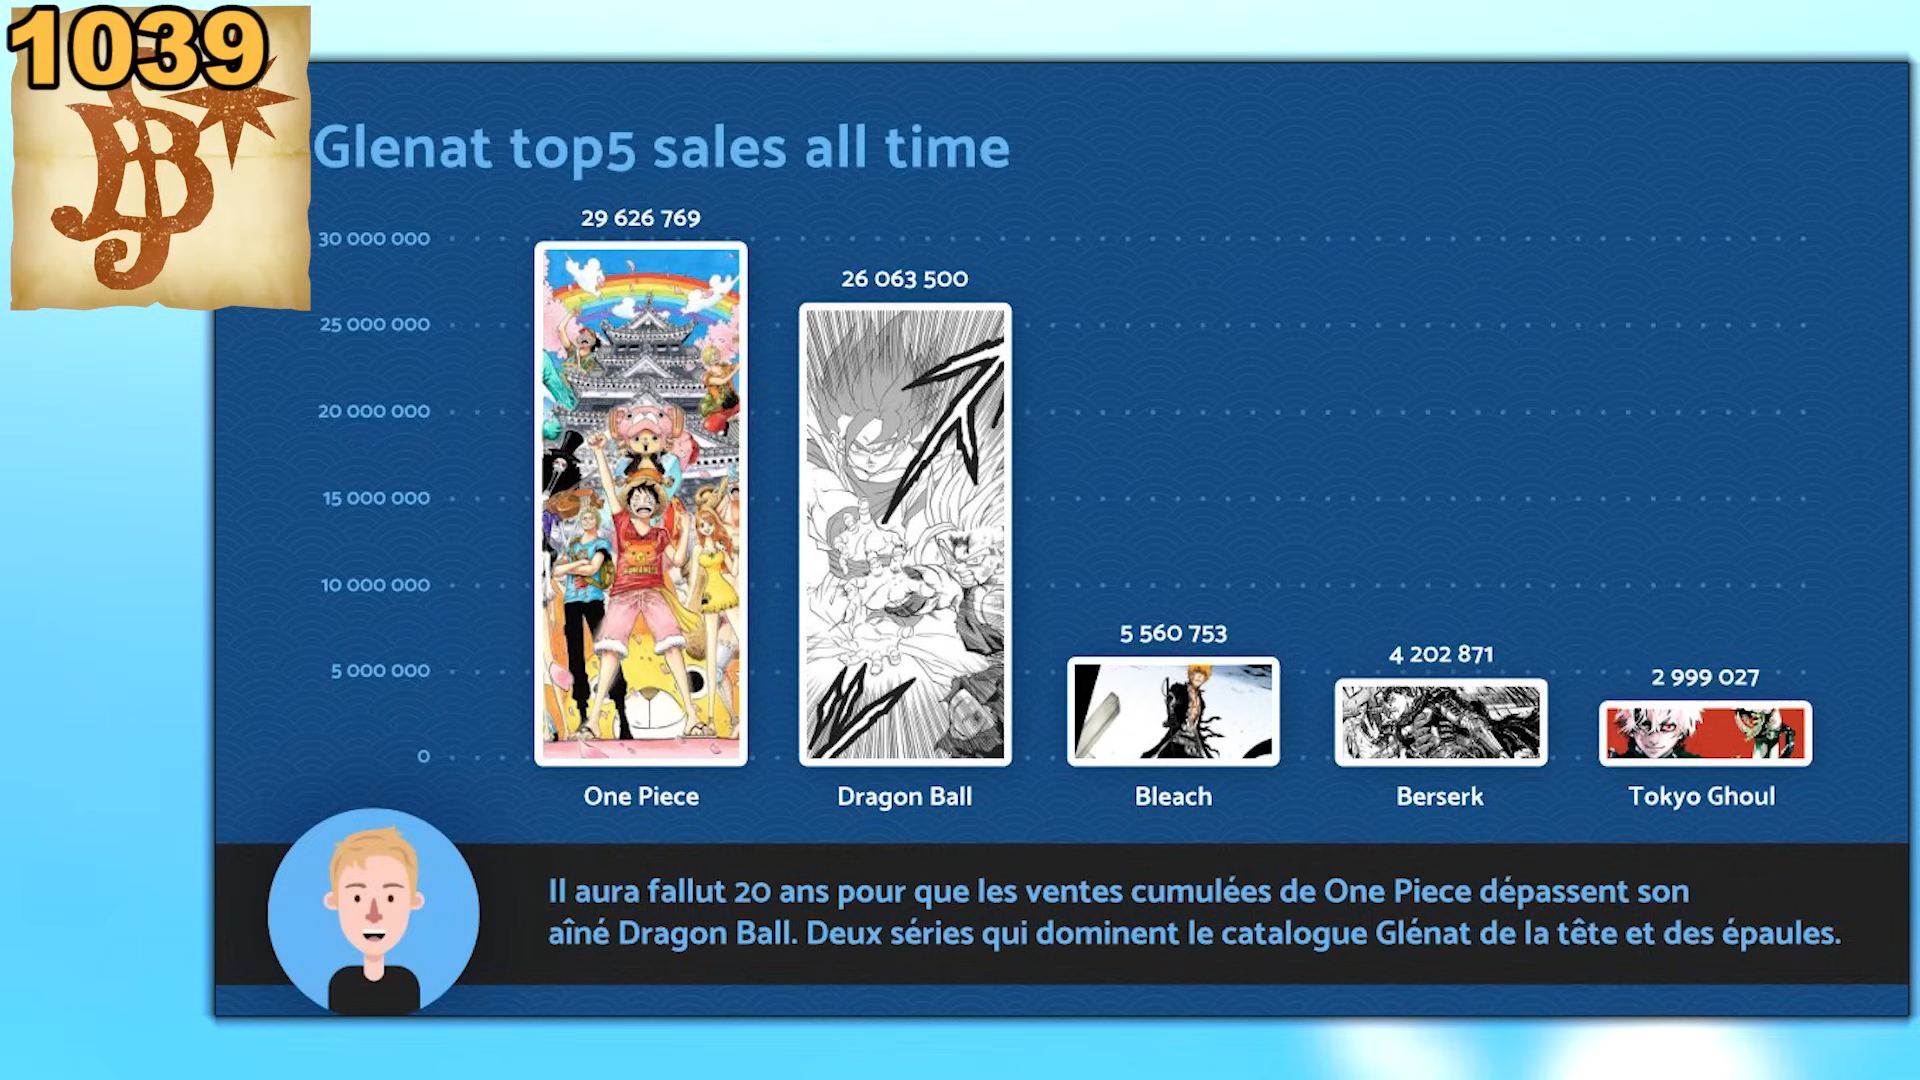 1039
Glenat top5 sales all time
29 626 769
30 000 000
26 063 500
25 000 000
20 000 000
15 000 000
10 000 000
5 560 753
4 202 871
2 999 027
5 000 000
0
One Piece
Dragon Ball
Bleach
Berserk
Tokyo Ghoul
Il aura fallut 20 ans pour que les ventes cumulées de One Piece dépassent son
aîné Dragon Ball. Deux séries qui dominent le catalogue Glénat de la tête et des épaules.